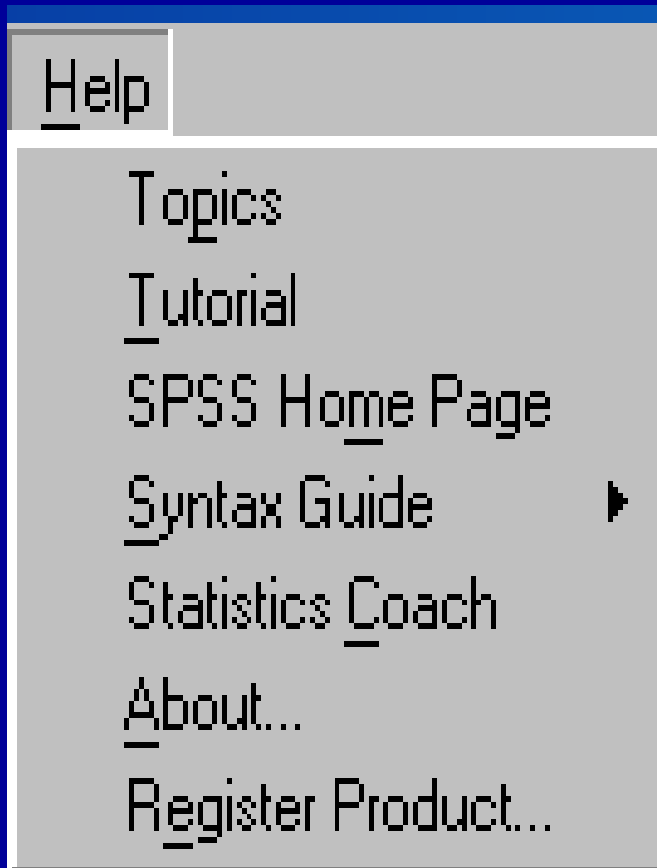 Help
Topics
Tutorial
SPSS Home Page
Syntax Guide
Statistics Coach
About...
Register Product...